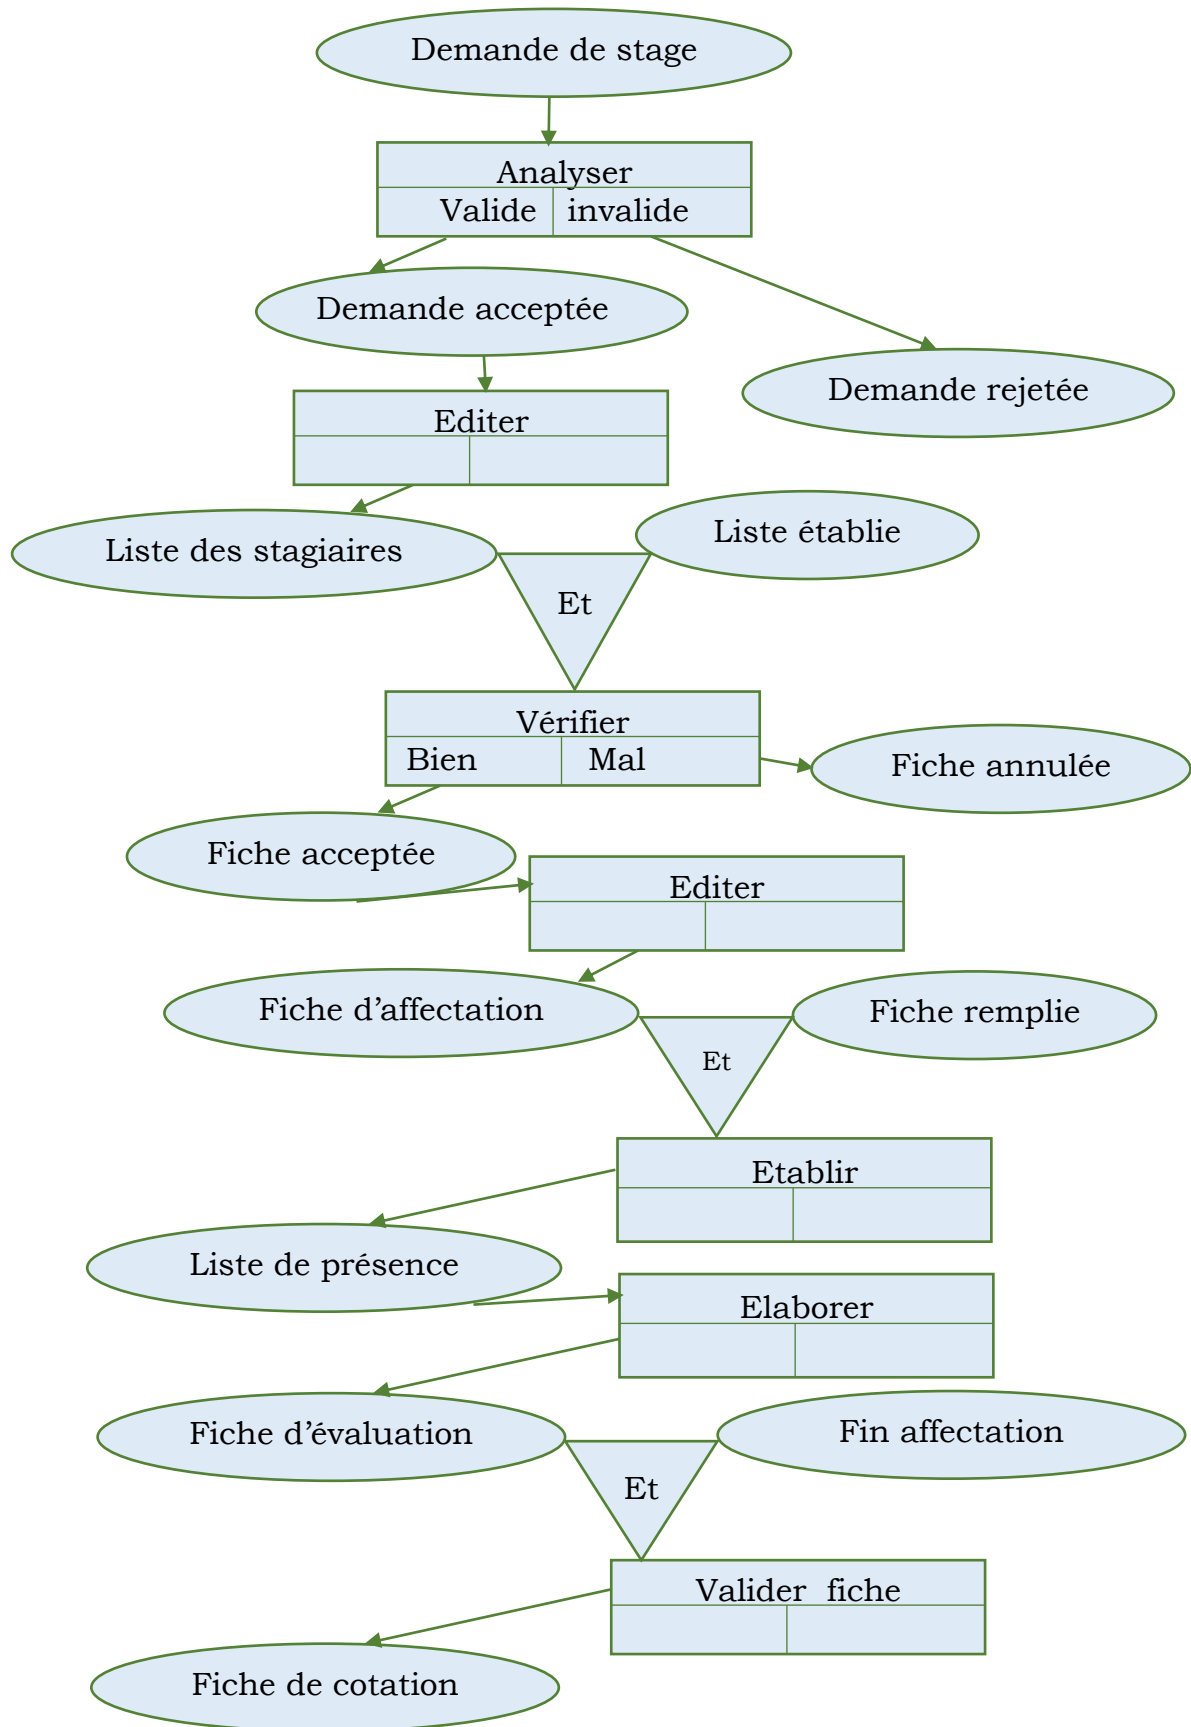 Demande de stage
Analyser
Valide invalide
Demande acceptée
Demande rejetée
Editer
Liste établie
Liste des stagiaires
Et
Vérifier
Bien Mal
Fiche annulée
Fiche acceptée
Editer
Fiche d’affectation
Fiche remplie
Et
Etablir
Liste de présence
Elaborer
Fiche d’évaluation
Fin affectation
Et
Valider fiche
Fiche de cotation